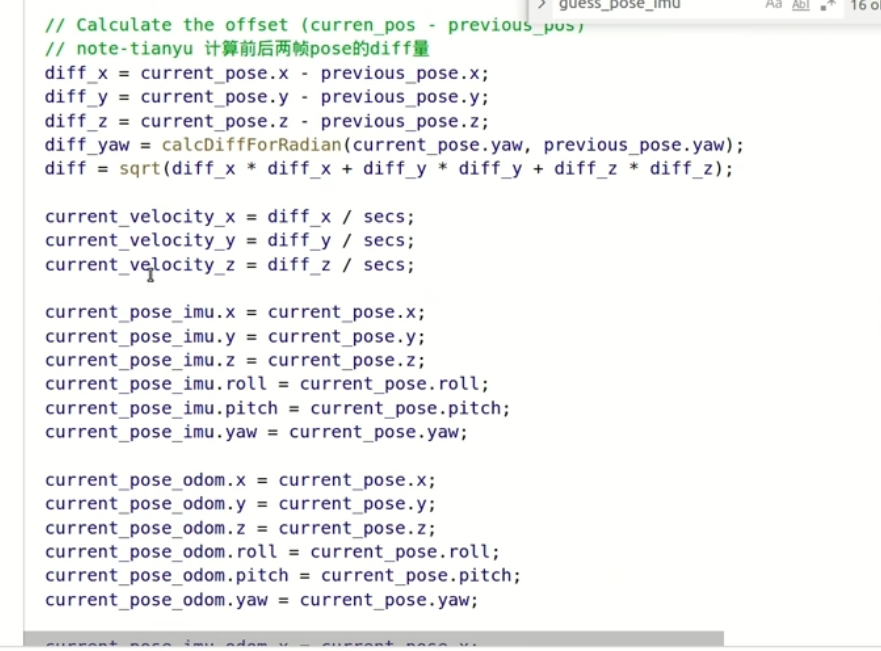 guess_pose_imu Aa Abl .* 16 o
// Calculate the offset (curren_pos - previous_pos)
// note-tianyu 计算前后两帧pose的diff量
diff_x = current_pose.x - previous_pose.x;
diff_y = current_pose.y - previous_pose.y;
diff_z = current_pose.z - previous_pose.z;
diff_yaw = calcDiffForRadian(current_pose.yaw, previous_pose.yaw);
diff = sqrt(diff_x * diff_x + diff_y * diff_y + diff_z * diff_z);
current_velocity_x = diff_x / secs;
current_velocity_y = diff_y / secs;
current_velocity_z = diff_z / secs;
current_pose_imu.x = current_pose.x;
current_pose_imu.y = current_pose.y;
current_pose_imu.z = current_pose.z;
current_pose_imu.roll = current_pose.roll;
current_pose_imu.pitch = current_pose.pitch;
current_pose_imu.yaw = current_pose.yaw;
current_pose_odom.x = current_pose.x;
current_pose_odom.y = current_pose.y;
current_pose_odom.z = current_pose.z;
current_pose_odom.roll = current_pose.roll;
current_pose_odom.pitch = current_pose.pitch;
current_pose_odom.yaw = current_pose.yaw;
current_pose_imu_odom.x = current_pose.x;